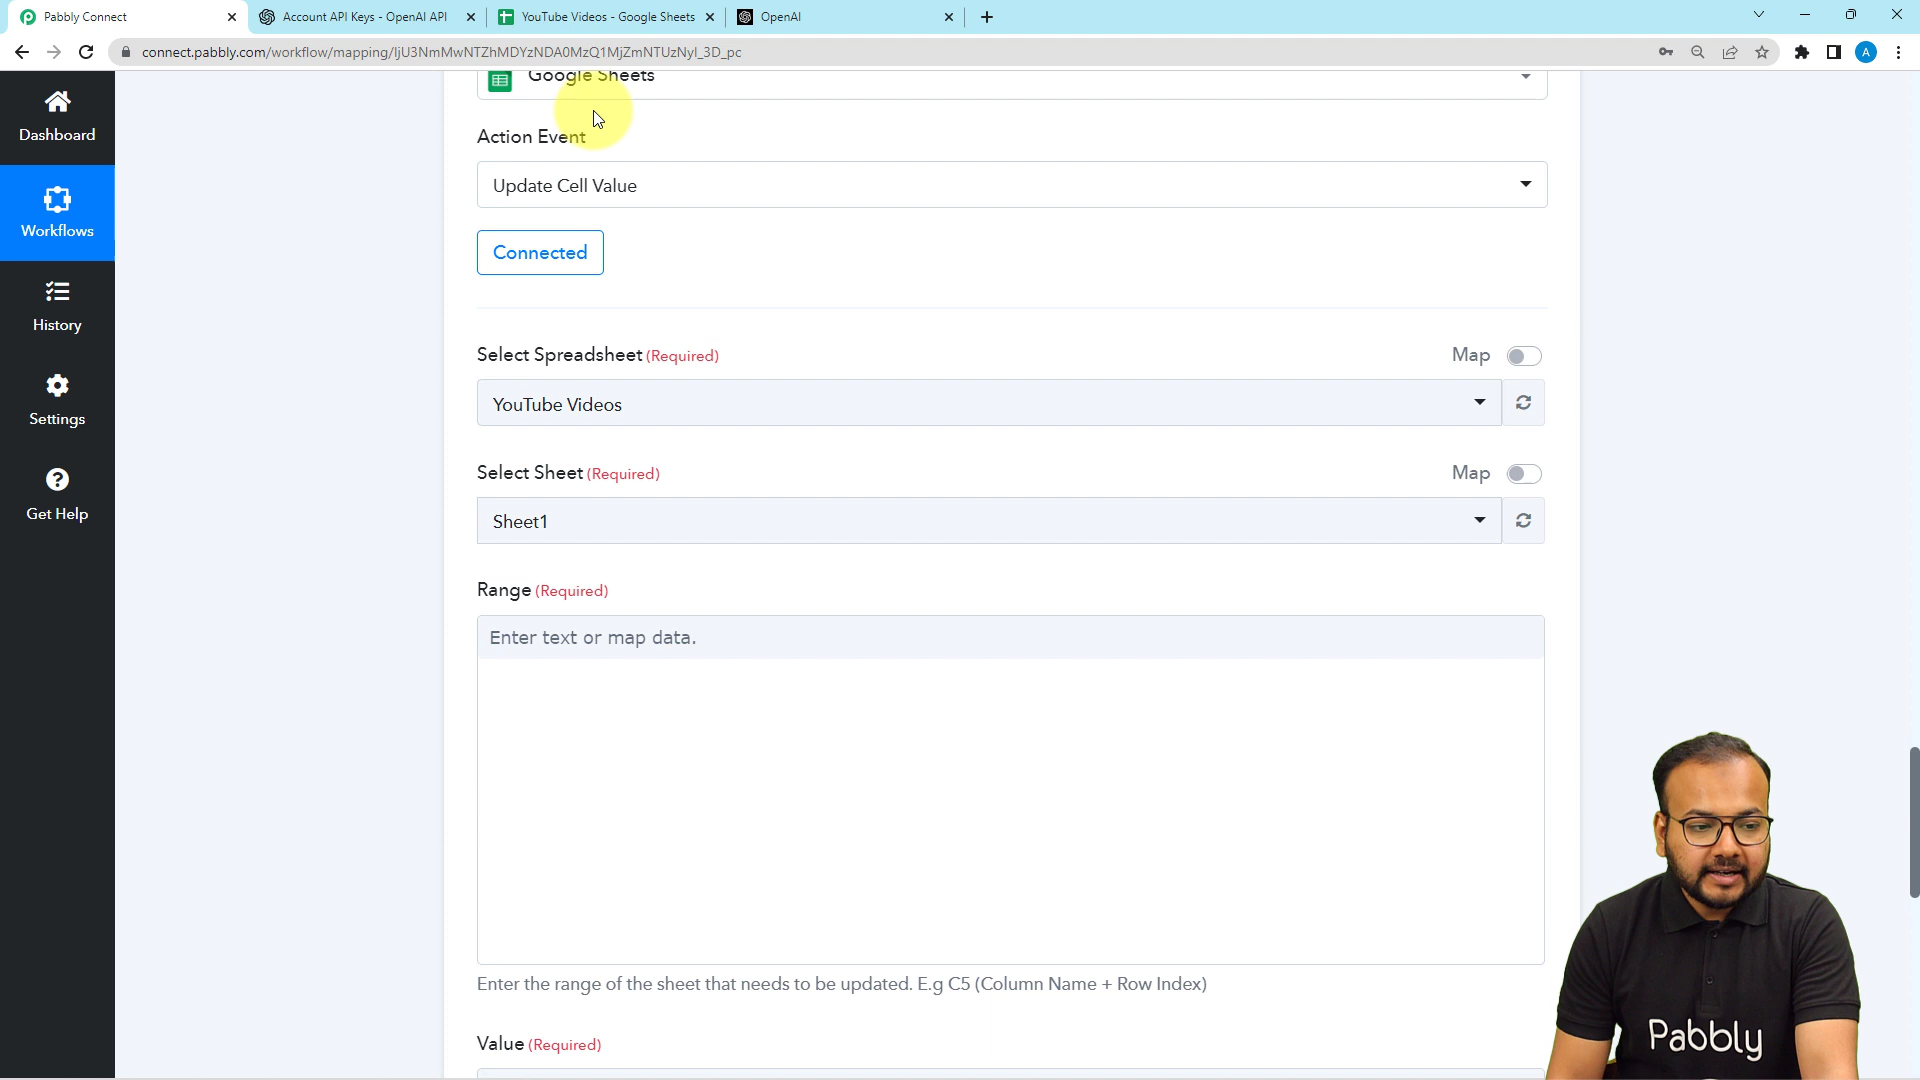 Pabbly Connect
Account API Keys - OpenAI API
YouTube Videos - Google Sheets
OpenAI
connect.pabbly.com/workflow/mapping/IjU3NmMwNTZhMDYzNDA0MzQ1MjZmNTUzNyI_3D_pc
A
Dashboard
Workflows
History
Settings
Get Help
Google Sheets
Action Event
Update Cell Value
Connected
Select Spreadsheet (Required)
Map
YouTube Videos
Select Sheet (Required)
Map
Sheet1
Range (Required)
Enter text or map data.
Enter the range of the sheet that needs to be updated. E.g C5 (Column Name + Row Index)
Value (Required)
Pabbly